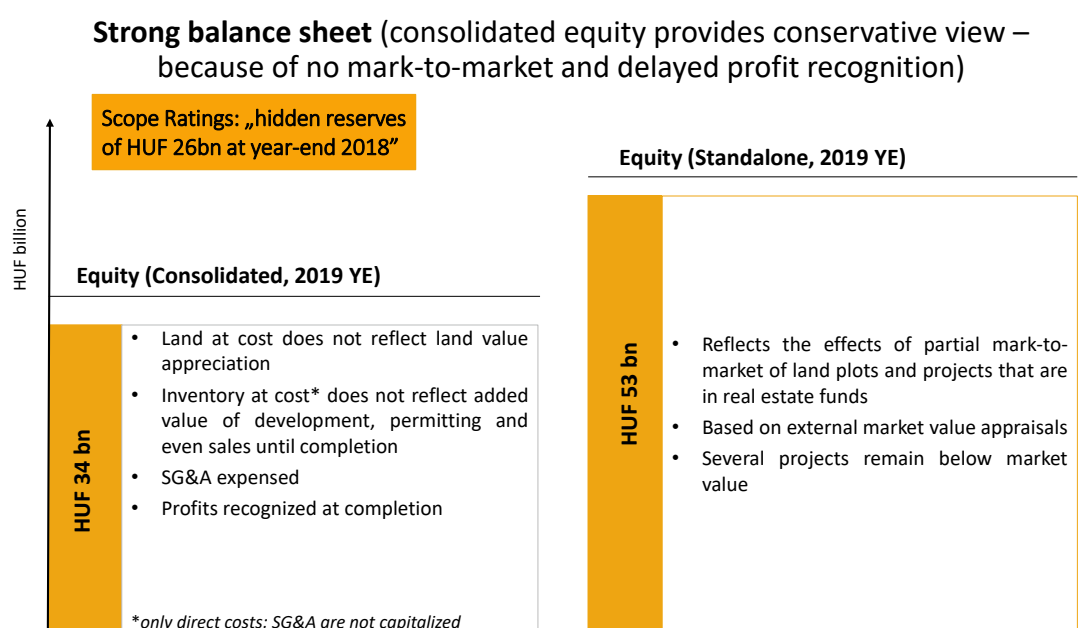 Strong balance sheet (consolidated equity provides conservative view –
because of no mark-to-market and delayed profit recognition)
Scope Ratings: „hidden reserves
of HUF 26bn at year-end 2018”
HUF billion
Equity (Consolidated, 2019 YE)
HUF 34 bn
• Land at cost does not reflect land value
appreciation
• Inventory at cost* does not reflect added
value of development, permitting and
even sales until completion
• SG&A expensed
• Profits recognized at completion
*only direct costs; SG&A are not capitalized
Equity (Standalone, 2019 YE)
HUF 53 bn
• Reflects the effects of partial mark-to-
market of land plots and projects that are
in real estate funds
• Based on external market value appraisals
• Several projects remain below market
value